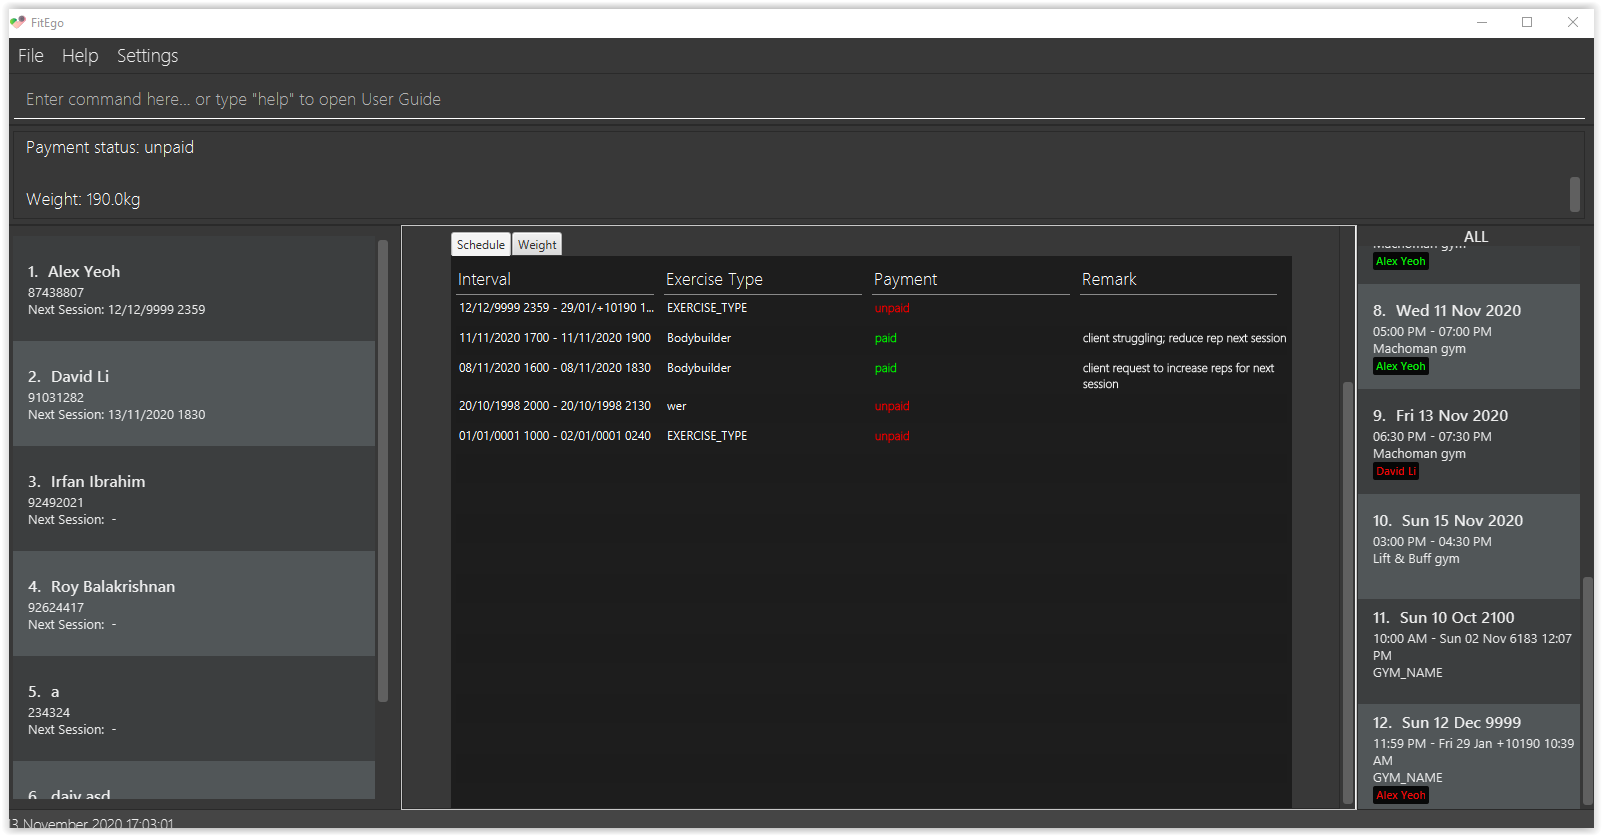 FitEgo
File Help Settings
Enter command here... or type "help" to open User Guide
Payment status: unpaid
Weight: 190.0kg
1. Alex Yeoh
87438807
Next Session: 12/12/9999 2359
2. David Li
91031282
Next Session: 13/11/2020 1830
3. Irfan Ibrahim
92492021
Next Session: -
4. Roy Balakrishnan
92624417
Next Session: -
5. a
234324
Next Session: -
6. daiy asd
Schedule Weight
Interval Exercise Type Payment Remark
12/12/9999 2359 - 29/01/+10190 1... EXERCISE_TYPE unpaid
11/11/2020 1700 - 11/11/2020 1900 Bodybuilder paid client struggling; reduce rep next session
08/11/2020 1600 - 08/11/2020 1830 Bodybuilder paid client request to increase reps for next
session
20/10/1998 2000 - 20/10/1998 2130 wer unpaid
01/01/0001 1000 - 02/01/0001 0240 EXERCISE_TYPE unpaid
ALL
Machoman gym
Alex Yeoh
8. Wed 11 Nov 2020
05:00 PM - 07:00 PM
Machoman gym
Alex Yeoh
9. Fri 13 Nov 2020
06:30 PM - 07:30 PM
Machoman gym
David Li
10. Sun 15 Nov 2020
03:00 PM - 04:30 PM
Lift & Buff gym
11. Sun 10 Oct 2100
10:00 AM - Sun 02 Nov 6183 12:07
PM
GYM_NAME
12. Sun 12 Dec 9999
11:59 PM - Fri 29 Jan +10190 10:39
AM
GYM_NAME
Alex Yeoh
13 November 2020 17:03:01